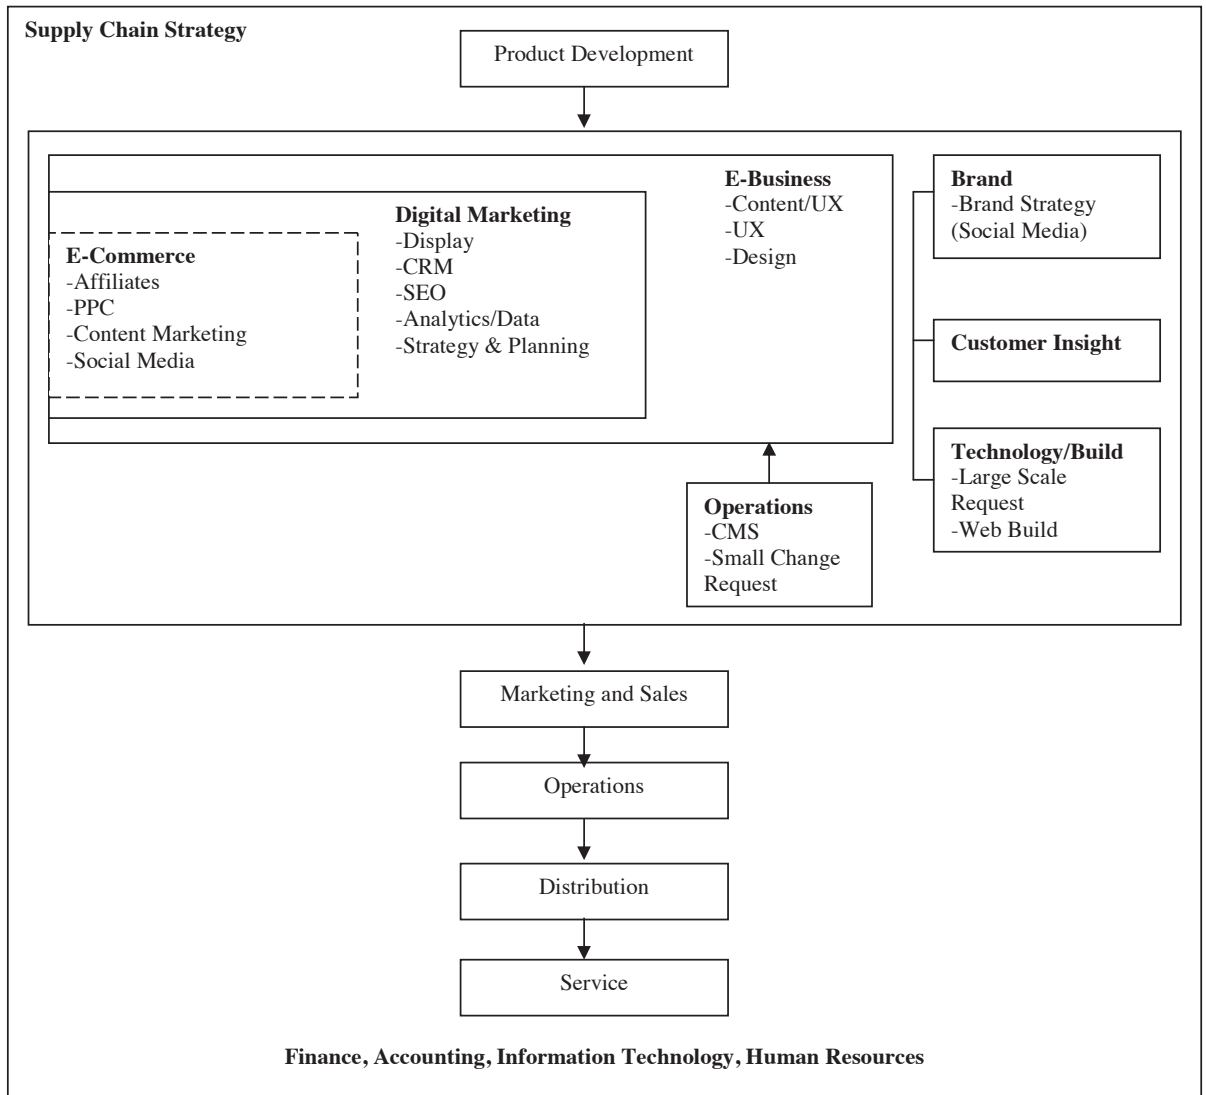 Supply Chain Strategy
Product Development
E-Business
-Content/UX
-UX
-Design
Digital Marketing
-Display
-CRM
-SEO
-Analytics/Data
-Strategy & Planning
E-Commerce
-Affiliates
-PPC
-Content Marketing
-Social Media
Brand
-Brand Strategy
(Social Media)
Customer Insight
Technology/Build
-Large Scale
Request
-Web Build
Operations
-CMS
-Small Change
Request
Marketing and Sales
Operations
Distribution
Service
Finance, Accounting, Information Technology, Human Resources